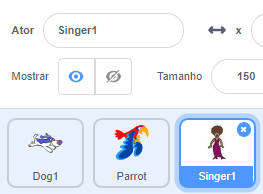 Ator Singer1 x
Mostrar Tamanho 150
Dog1 Parrot Singer1